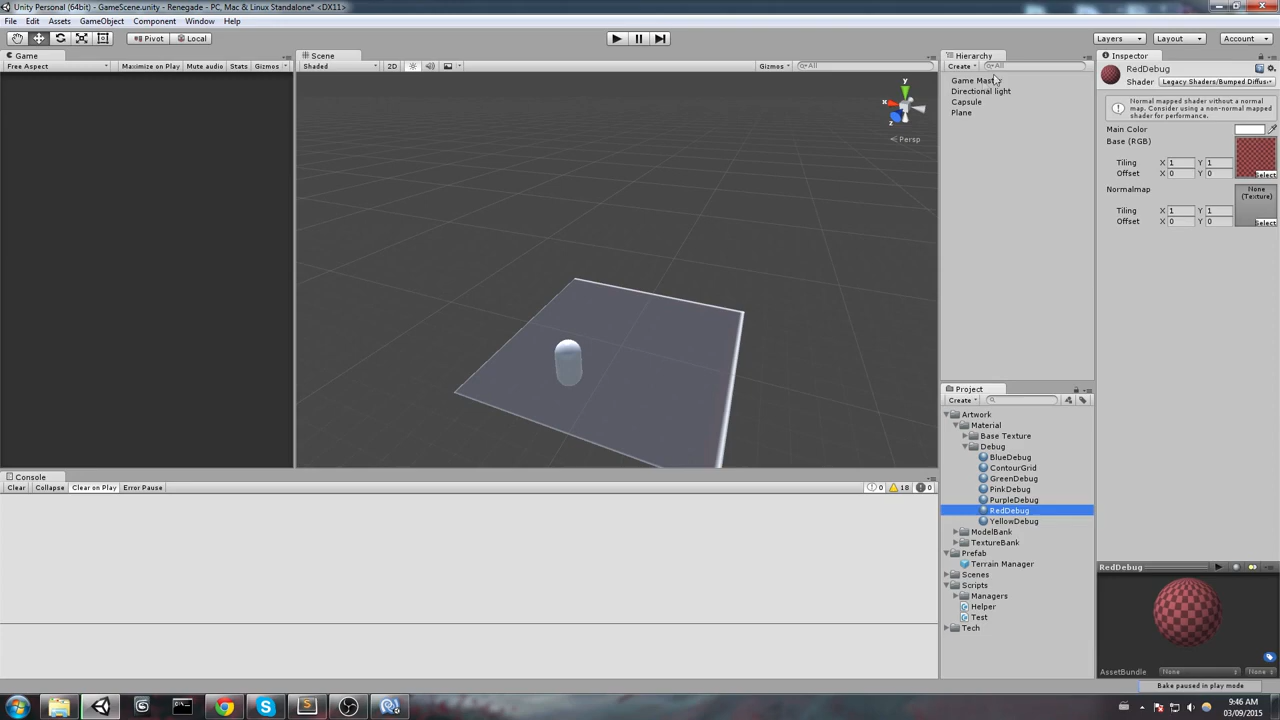 Unity Personal (64bit) - GameScene.unity - Renegade - PC, Mac & Linux Standalone* <DX11>
File Edit Assets GameObject Component Window Help
Pivot Local Layers Layout Account
Game
Free Aspect Maximize on Play Mute audio Stats Gizmos
Scene
Shaded 2D Gizmos All
y
x
z
Persp
Hierarchy
Create All
Game Mast
Directional light
Capsule
Plane
Project
Create
Artwork
Material
Base Texture
Debug
BlueDebug
ContourGrid
GreenDebug
PinkDebug
PurpleDebug
RedDebug
YellowDebug
ModelBank
TextureBank
Prefab
Terrain Manager
Scenes
Scripts
Managers
Helper
Test
Tech
Inspector
RedDebug
Shader Legacy Shaders/Bumped Diffus
Normal mapped shader without a normal
map. Consider using a non-normal mapped
shader for performance.
Main Color
Base (RGB)
Tiling X 1 Y 1
Offset X 0 Y 0
Select
Normalmap
None
(Texture)
Tiling X 1 Y 1
Offset X 0 Y 0
Select
RedDebug
AssetBundle None None
Bake paused in play mode
Console
Clear Collapse Clear on Play Error Pause 0 18 0
9:46 AM
03/09/2015